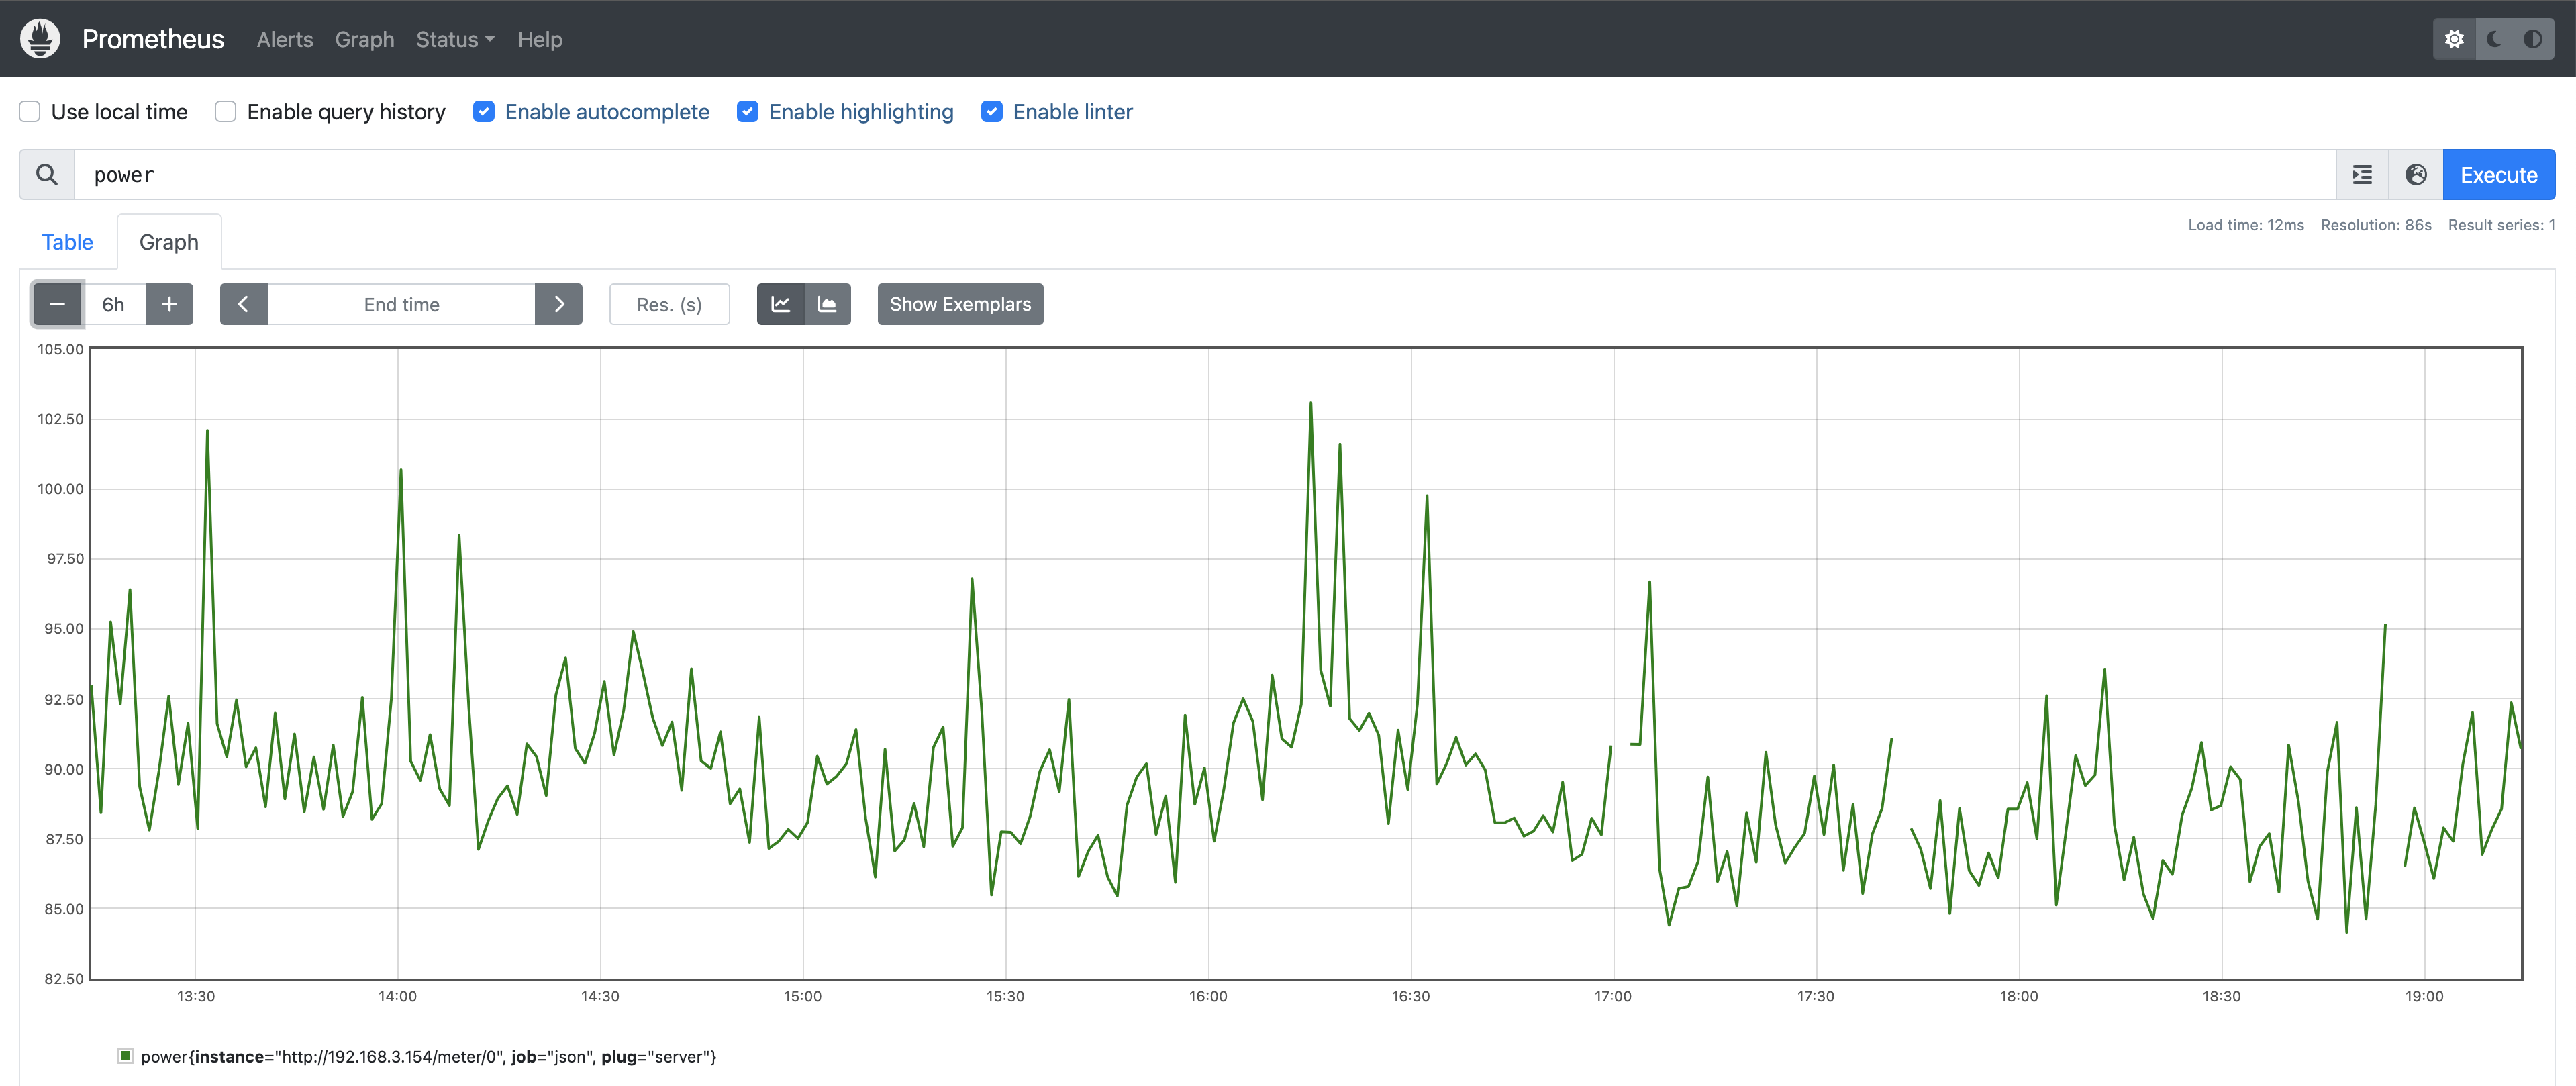 Prometheus Alerts Graph Status Help
Use local time Enable query history Enable autocomplete Enable highlighting Enable linter
power
Execute
Table Graph
Load time: 12ms Resolution: 86s Result series: 1
6h End time Res. (s) Show Exemplars
105.00
102.50
100.00
97.50
95.00
92.50
90.00
87.50
85.00
82.50
13:30 14:00 14:30 15:00 15:30 16:00 16:30 17:00 17:30 18:00 18:30 19:00
power{instance="http://192.168.3.154/meter/0", job="json", plug="server"}